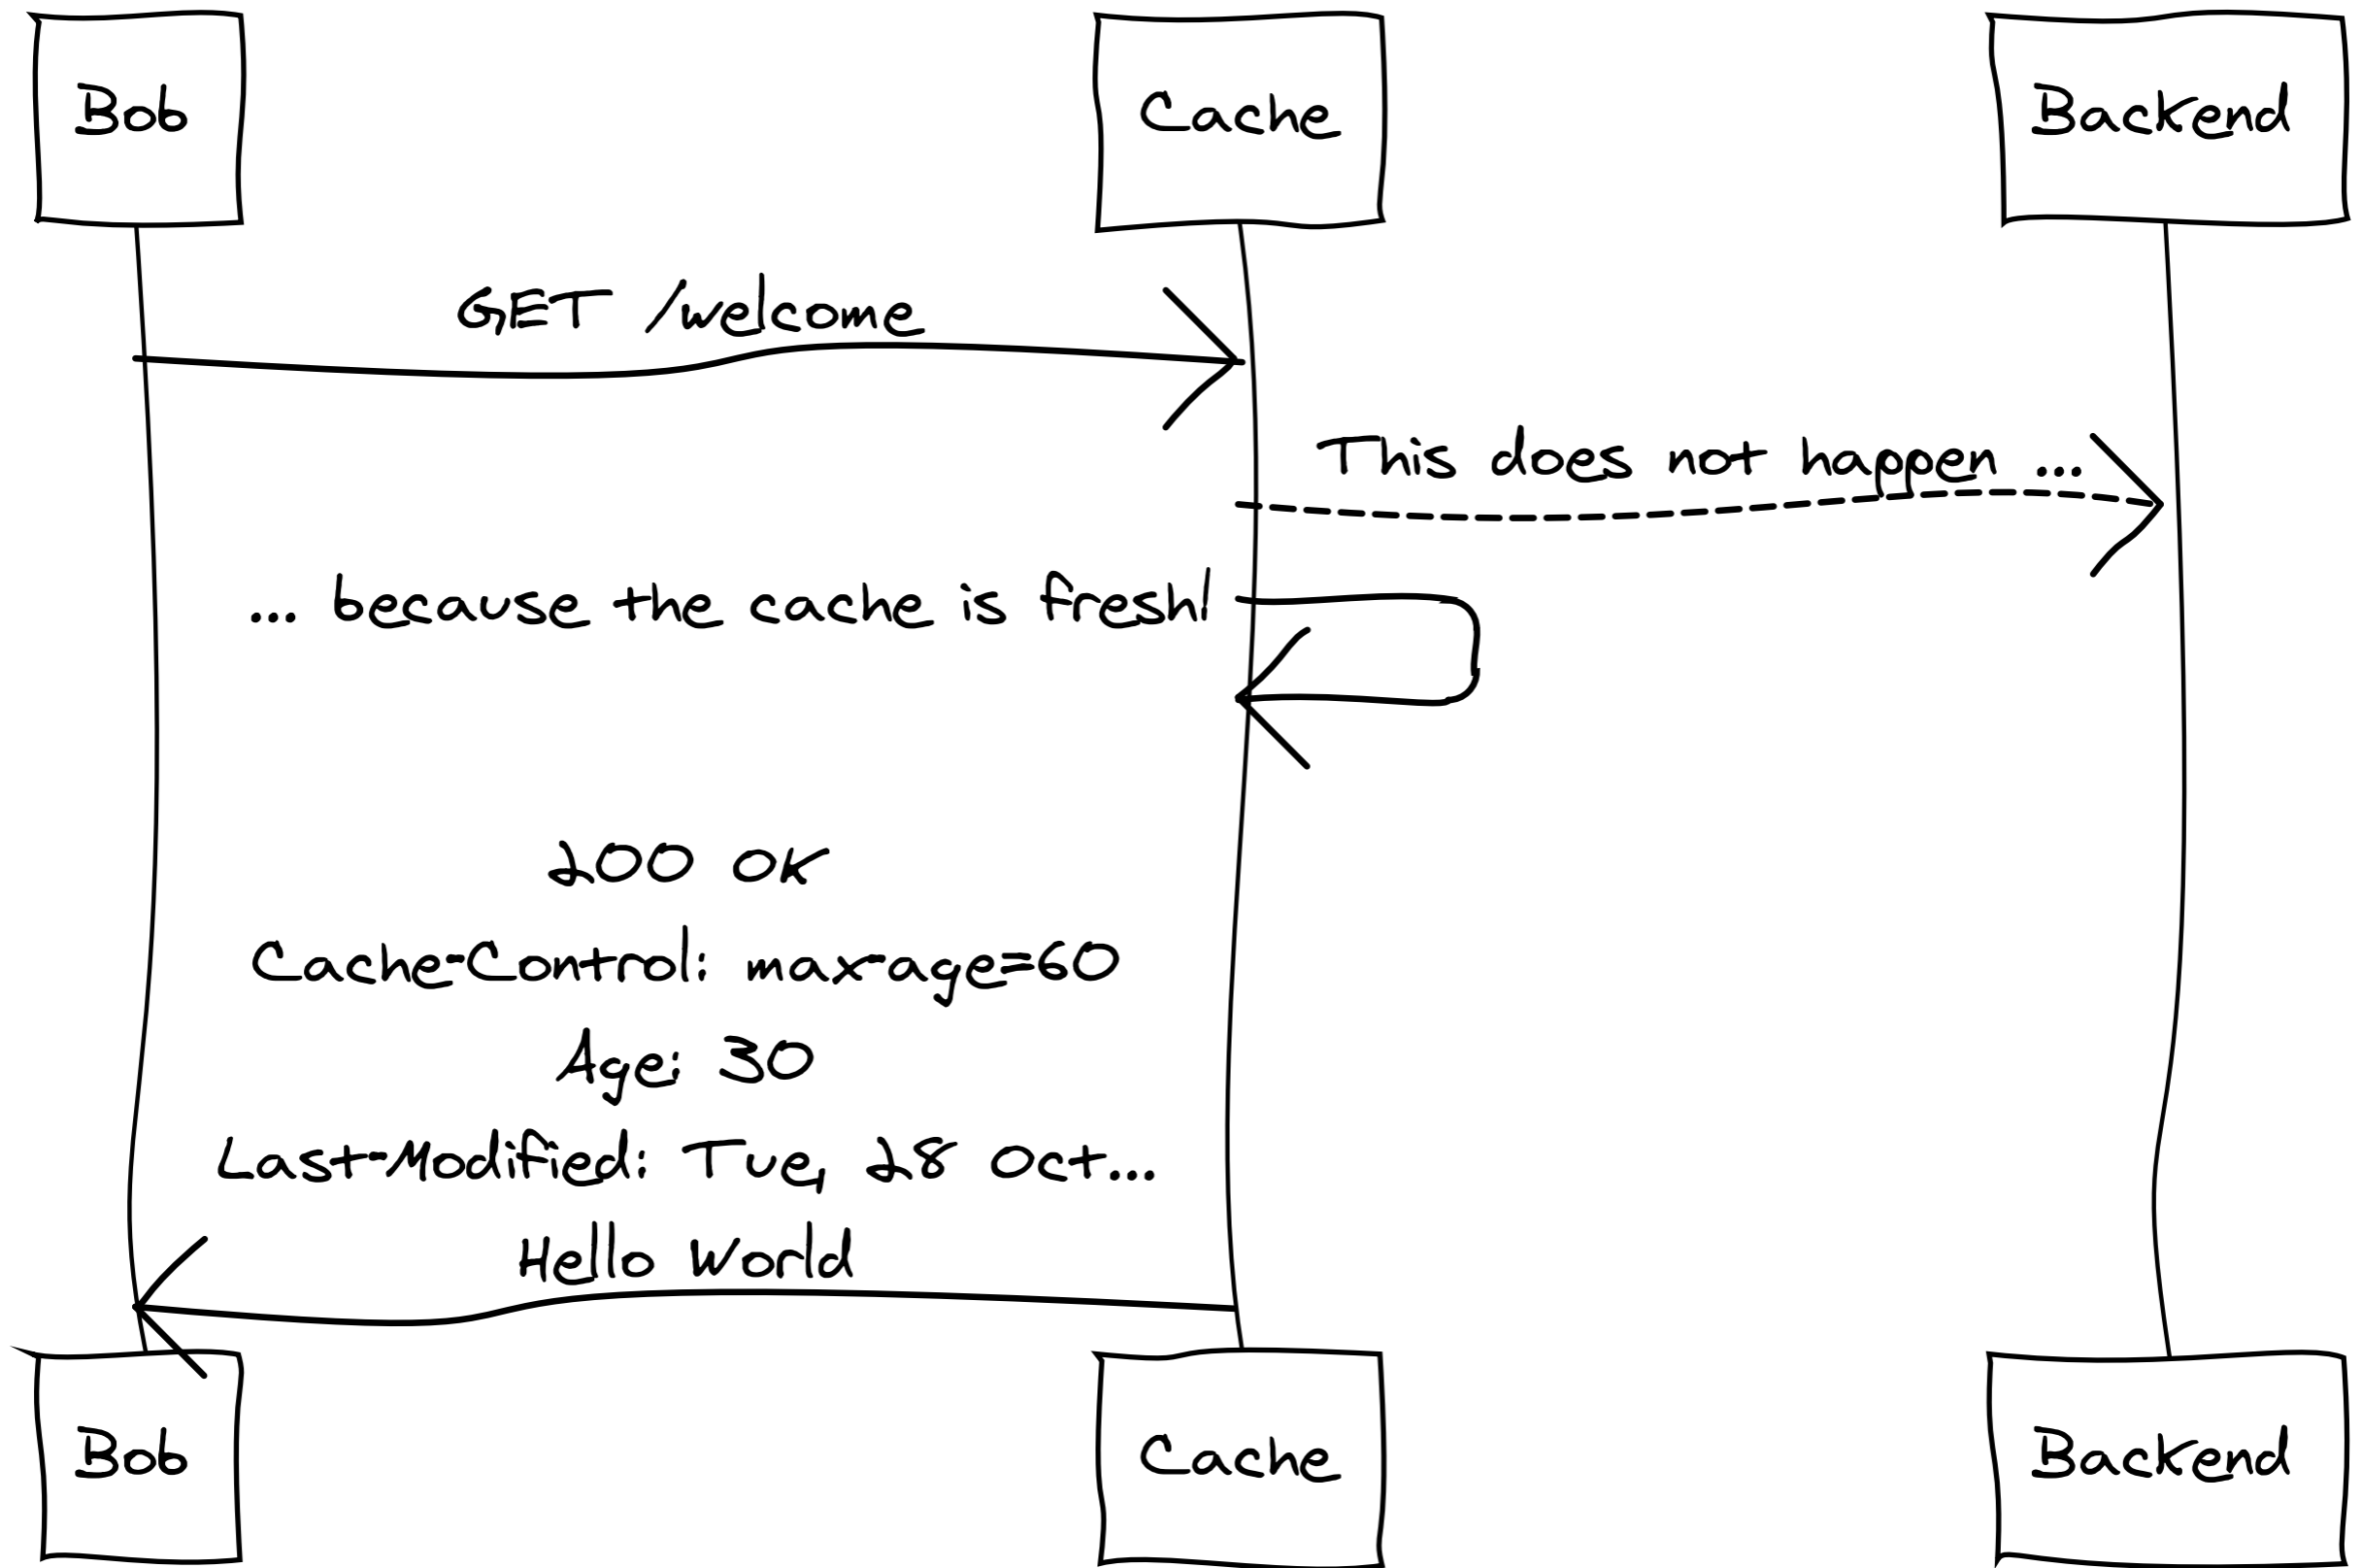 Bob
Cache
Backend
GET /welcome
This does not happen ...
... because the cache is fresh!
200 OK
Cache-Control: max-age=60
Age: 30
Last-Modified: Tue, 28 Oct...
Hello World
Bob
Cache
Backend